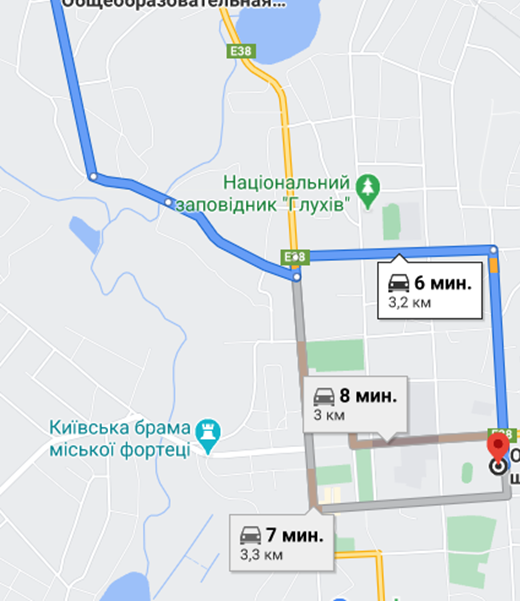 Общеобразовательная...
E38
Національний
заповідник "Глухів"
E38
6 мин.
3,2 км
8 мин.
3 км
Київська брама
міської фортеці
E38
О
щ
7 мин.
3,3 км